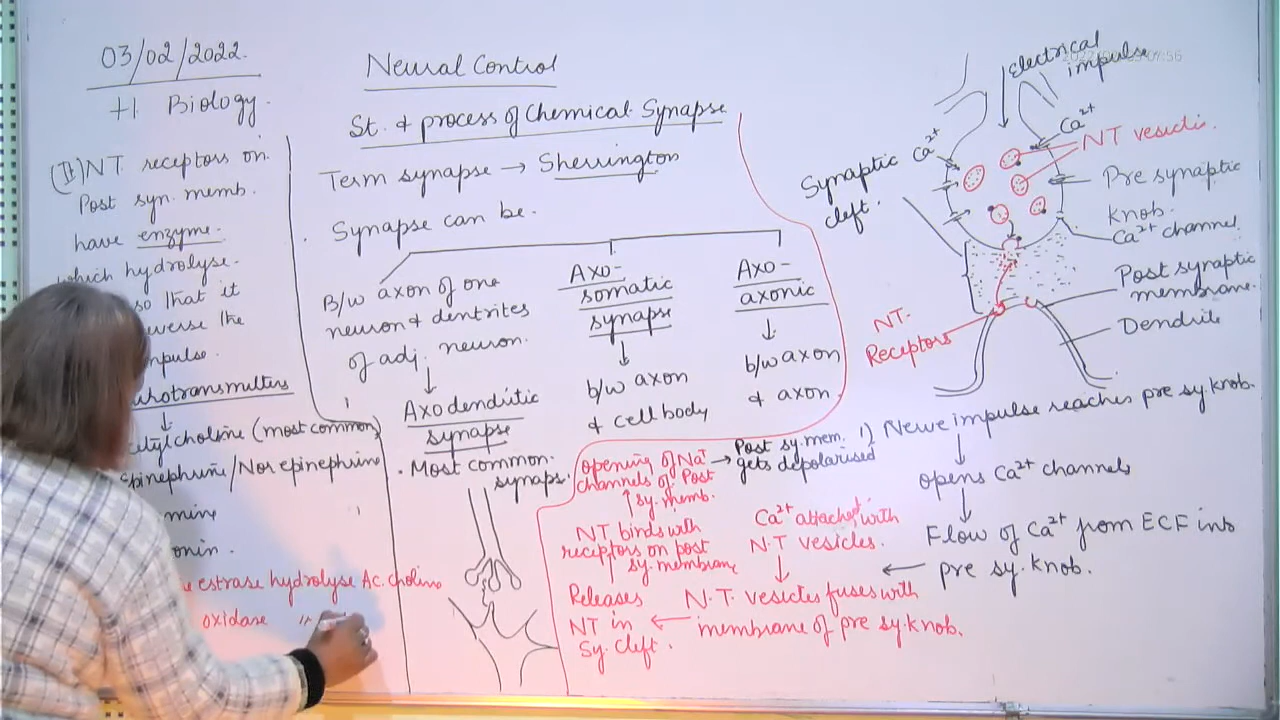 03/02/2022.
+1 Biology.
(II) N.T. receptors on
Post syn. memb.
have enzyme.
which hydrolyse.
so that it
the
mpulse.
(most common)
/ Nor epinephrine
mine
onin.
estrase hydrolyse Ac. choline
oxidase "
Neural Control
St. & process of Chemical Synapse
Term synapse → Sherrington
Synapse can be.
B/w axon of one
neuron & dentrites
of adj. neuron.
↓
Axodendritic
synapse
. Most common.
synaps.
Axo-
somatic
synapse
↓
b/w axon
& cell body
Axo-
axonic
↓
b/w axon
& axon.
Electrical
impulse
Ca²⁺
Ca²⁺
NT vesicles.
Synaptic
cleft.
Pre synaptic
knob.
Ca²⁺ channel.
Post synaptic
membrane.
Dendrite
NT.
Receptors
1) Nerve impulse reaches pre sy. knob.
↓
opens Ca²⁺ channels
↓
Flow of Ca²⁺ from ECF into
← pre sy. knob.
Ca²⁺ attached with
N.T vesicles.
↓
N.T. vesicles fuses with
← membrane of pre sy. knob.
Releases
NT in
Sy. cleft.
↑
NT binds with
receptors on post
sy. membrane
↑
opening of Na⁺ →
channels of Post
sy. memb.
Post sy. mem.
gets depolarised